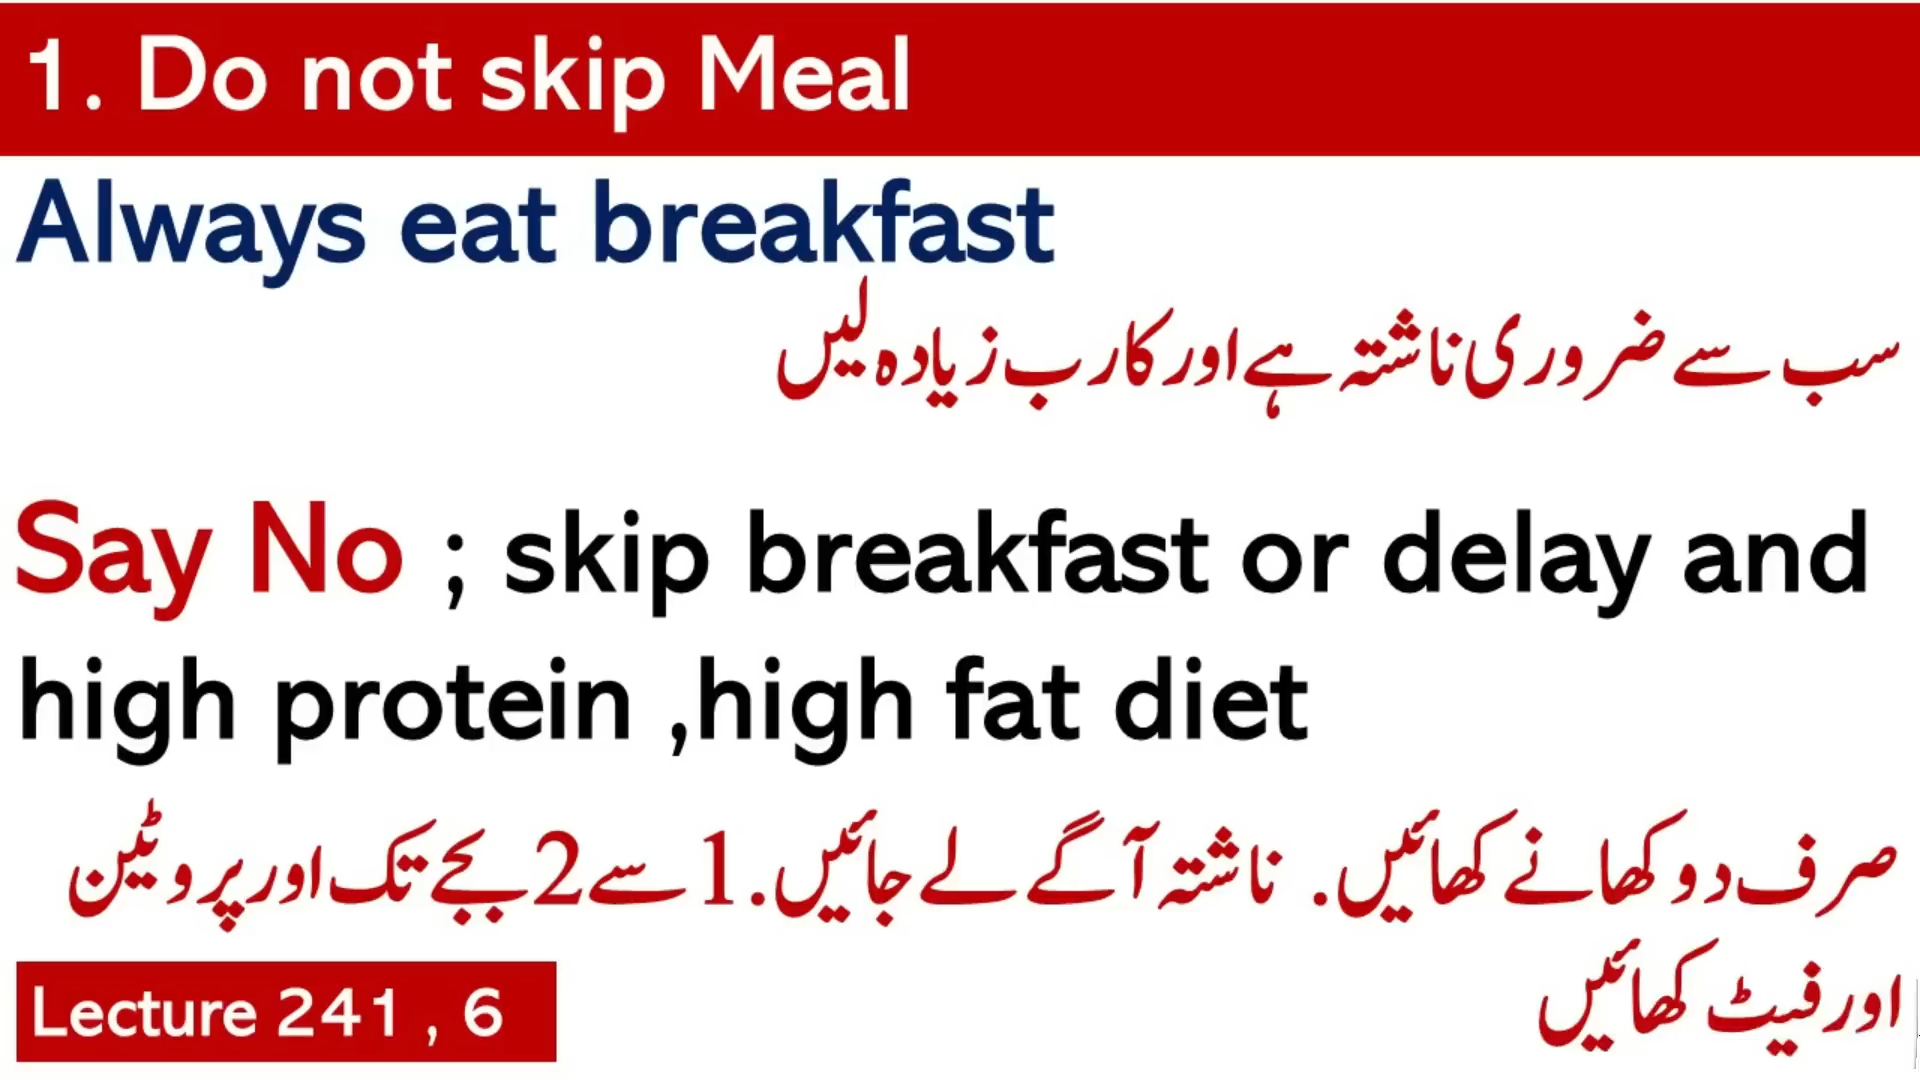 1. Do not skip Meal
Always eat breakfast
سب سے ضروری ناشتہ ہے اور کارب زیادہ لیں
Say No ; skip breakfast or delay and
high protein ,high fat diet
صرف دو کھانے کھائیں. ناشتہ آگے لے جائیں.1 سے 2 بجے تک اور پروٹین
اور فیٹ کھائیں
Lecture 241 , 6